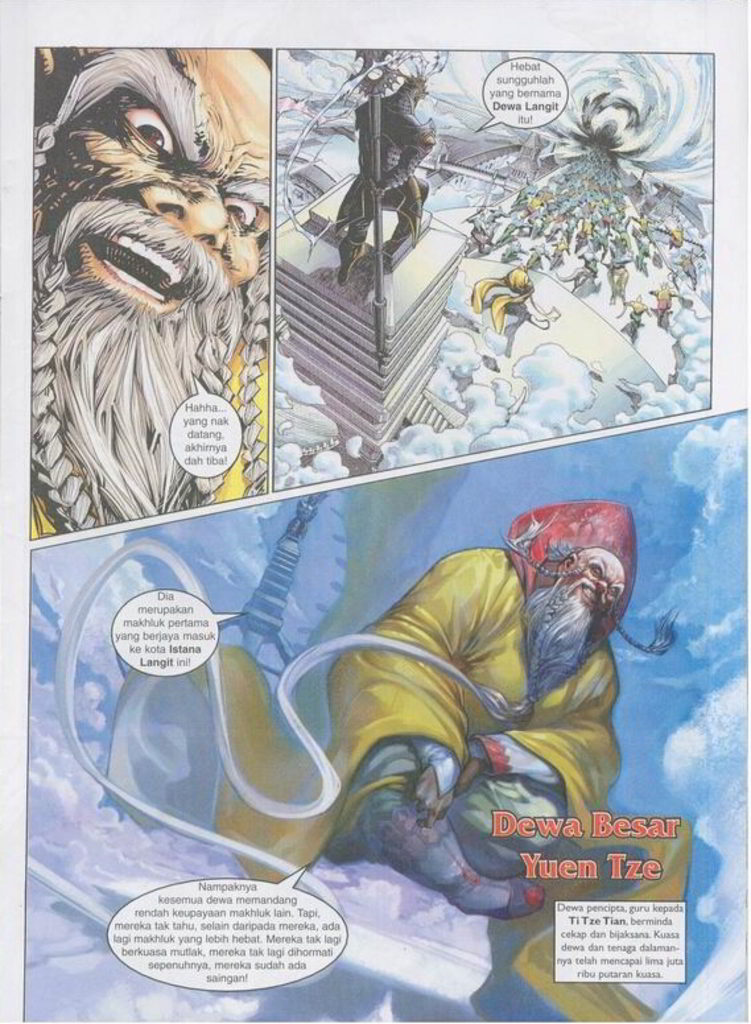 Hahha...
yang nak
datang,
akhirnya
dah tiba!
Hebat
sungguhlah
yang bernama
Dewa Langit
itu!
Dia
merupakan
makhluk pertama
yang berjaya masuk
ke kota Istana
Langit ini!
Nampaknya
kesemua dewa memandang
rendah keupayaan makhluk lain. Tapi,
mereka tak tahu, selain daripada mereka, ada
lagi makhluk yang lebih hebat. Mereka tak lagi
berkuasa mutlak, mereka tak lagi dihormati
sepenuhnya, mereka sudah ada
saingan!
Dewa Besar
Yuen Tze
Dewa pencipta, guru kepada
Ti Tze Tian, berminda
cekap dan bijaksana. Kuasa
dewa dan tenaga dalaman-
nya telah mencapai lima juta
ribu putaran kuasa.